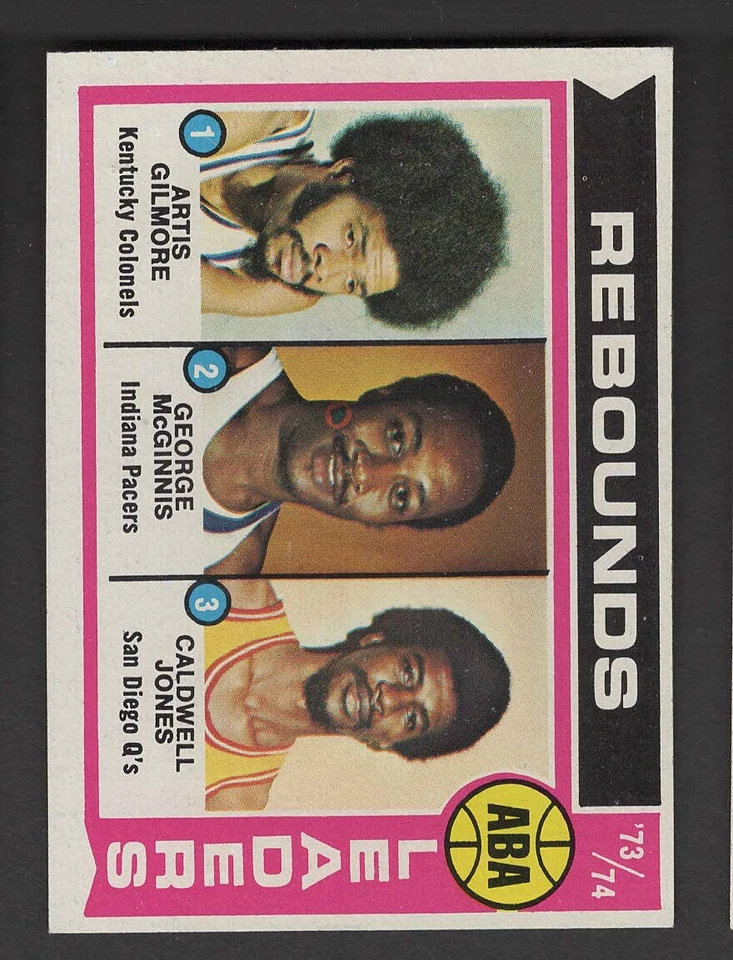 REBOUNDS
'73/74
ABA
LEADERS
1
ARTIS
GILMORE
Kentucky Colonels
2
GEORGE
McGINNIS
Indiana Pacers
3
CALDWELL
JONES
San Diego Q's